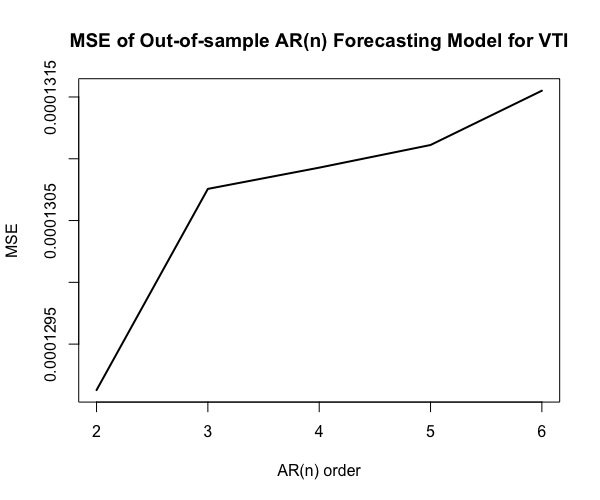 MSE of Out-of-sample AR(n) Forecasting Model for VTI
MSE
0.0001315
0.0001305
0.0001295
2 3 4 5 6
AR(n) order